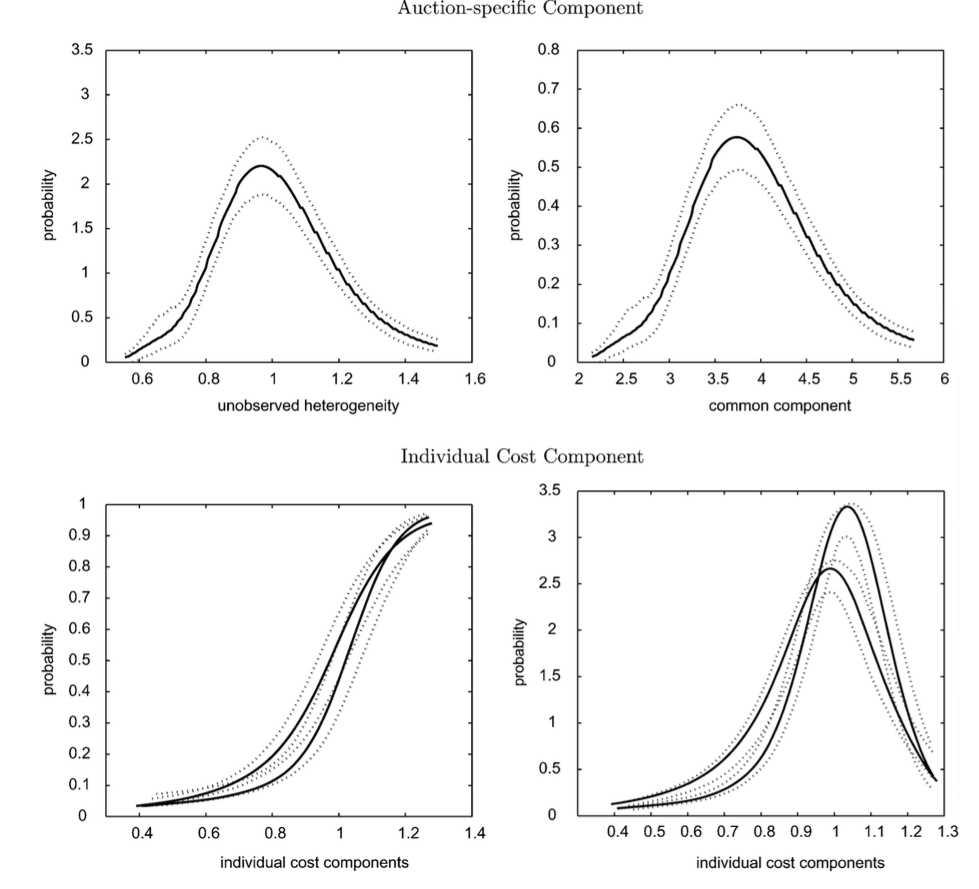 Auction-specific Component
3.5
3
2.5
2
1.5
1
0.5
0
probability
0.6 0.8 1 1.2 1.4 1.6
unobserved heterogeneity
0.8
0.7
0.6
0.5
0.4
0.3
0.2
0.1
0
probability
2 2.5 3 3.5 4 4.5 5 5.5 6
common component
Individual Cost Component
1
0.9
0.8
0.7
0.6
0.5
0.4
0.3
0.2
0.1
0
probability
0.4 0.6 0.8 1 1.2 1.4
individual cost components
3.5
3
2.5
2
1.5
1
0.5
0
probability
0.4 0.5 0.6 0.7 0.8 0.9 1 1.1 1.2 1.3
individual cost components